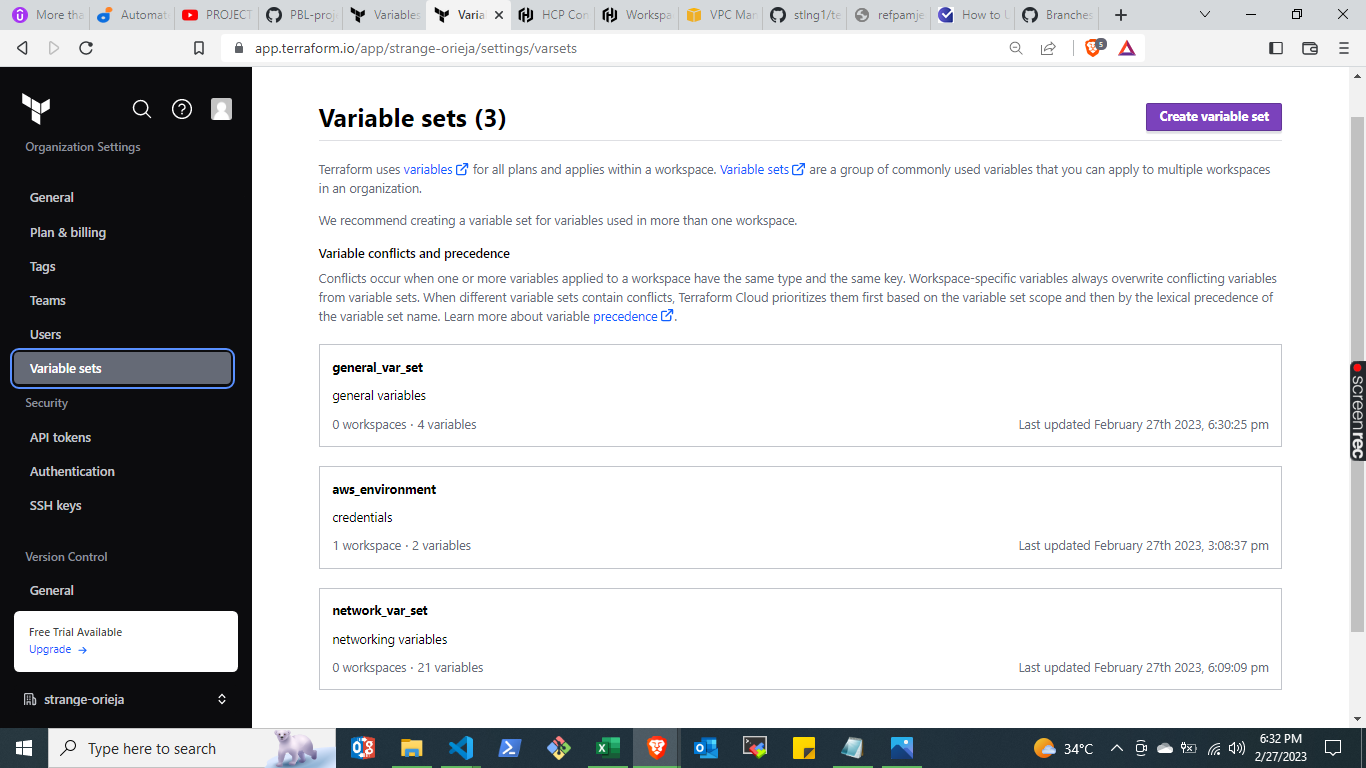 More tha
Automat
PROJECT
PBL-proj
Variables
Varia
HCP Con
Workspa
VPC Man
stlng1/te
refpamje
How to U
Branches
app.terraform.io/app/strange-orieja/settings/varsets
5
Organization Settings
General
Plan & billing
Tags
Teams
Users
Variable sets
Security
API tokens
Authentication
SSH keys
Version Control
General
Free Trial Available
Upgrade →
strange-orieja
Variable sets (3)
Create variable set
Terraform uses variables for all plans and applies within a workspace. Variable sets are a group of commonly used variables that you can apply to multiple workspaces
in an organization.
We recommend creating a variable set for variables used in more than one workspace.
Variable conflicts and precedence
Conflicts occur when one or more variables applied to a workspace have the same type and the same key. Workspace-specific variables always overwrite conflicting variables
from variable sets. When different variable sets contain conflicts, Terraform Cloud prioritizes them first based on the variable set scope and then by the lexical precedence of
the variable set name. Learn more about variable precedence.
general_var_set
general variables
0 workspaces · 4 variables
Last updated February 27th 2023, 6:30:25 pm
aws_environment
credentials
1 workspace · 2 variables
Last updated February 27th 2023, 3:08:37 pm
network_var_set
networking variables
0 workspaces · 21 variables
Last updated February 27th 2023, 6:09:09 pm
screenrec
Type here to search
34°C
6:32 PM
2/27/2023